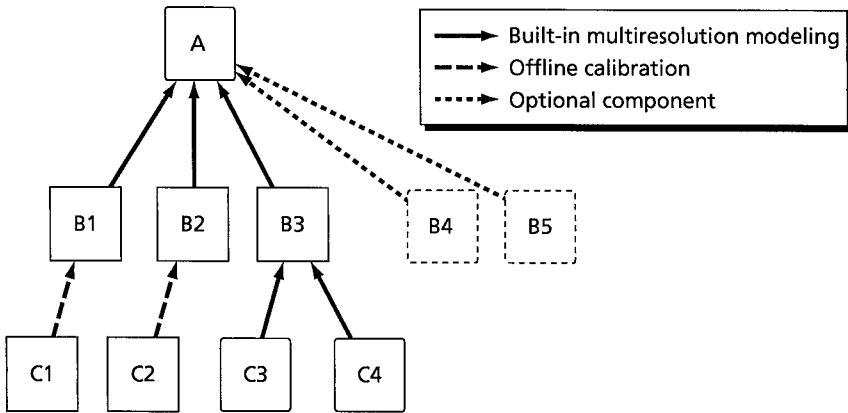 A
Built-in multiresolution modeling
Offline calibration
Optional component
B1
B2
B3
B4
B5
C1
C2
C3
C4